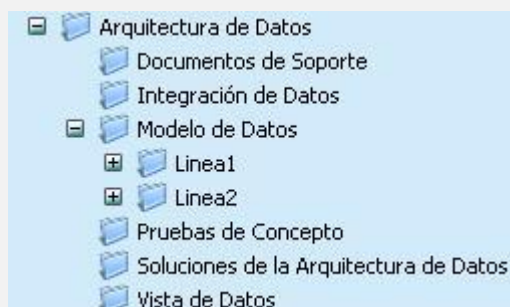 Arquitectura de Datos
Documentos de Soporte
Integración de Datos
Modelo de Datos
Linea1
Linea2
Pruebas de Concepto
Soluciones de la Arquitectura de Datos
Vista de Datos